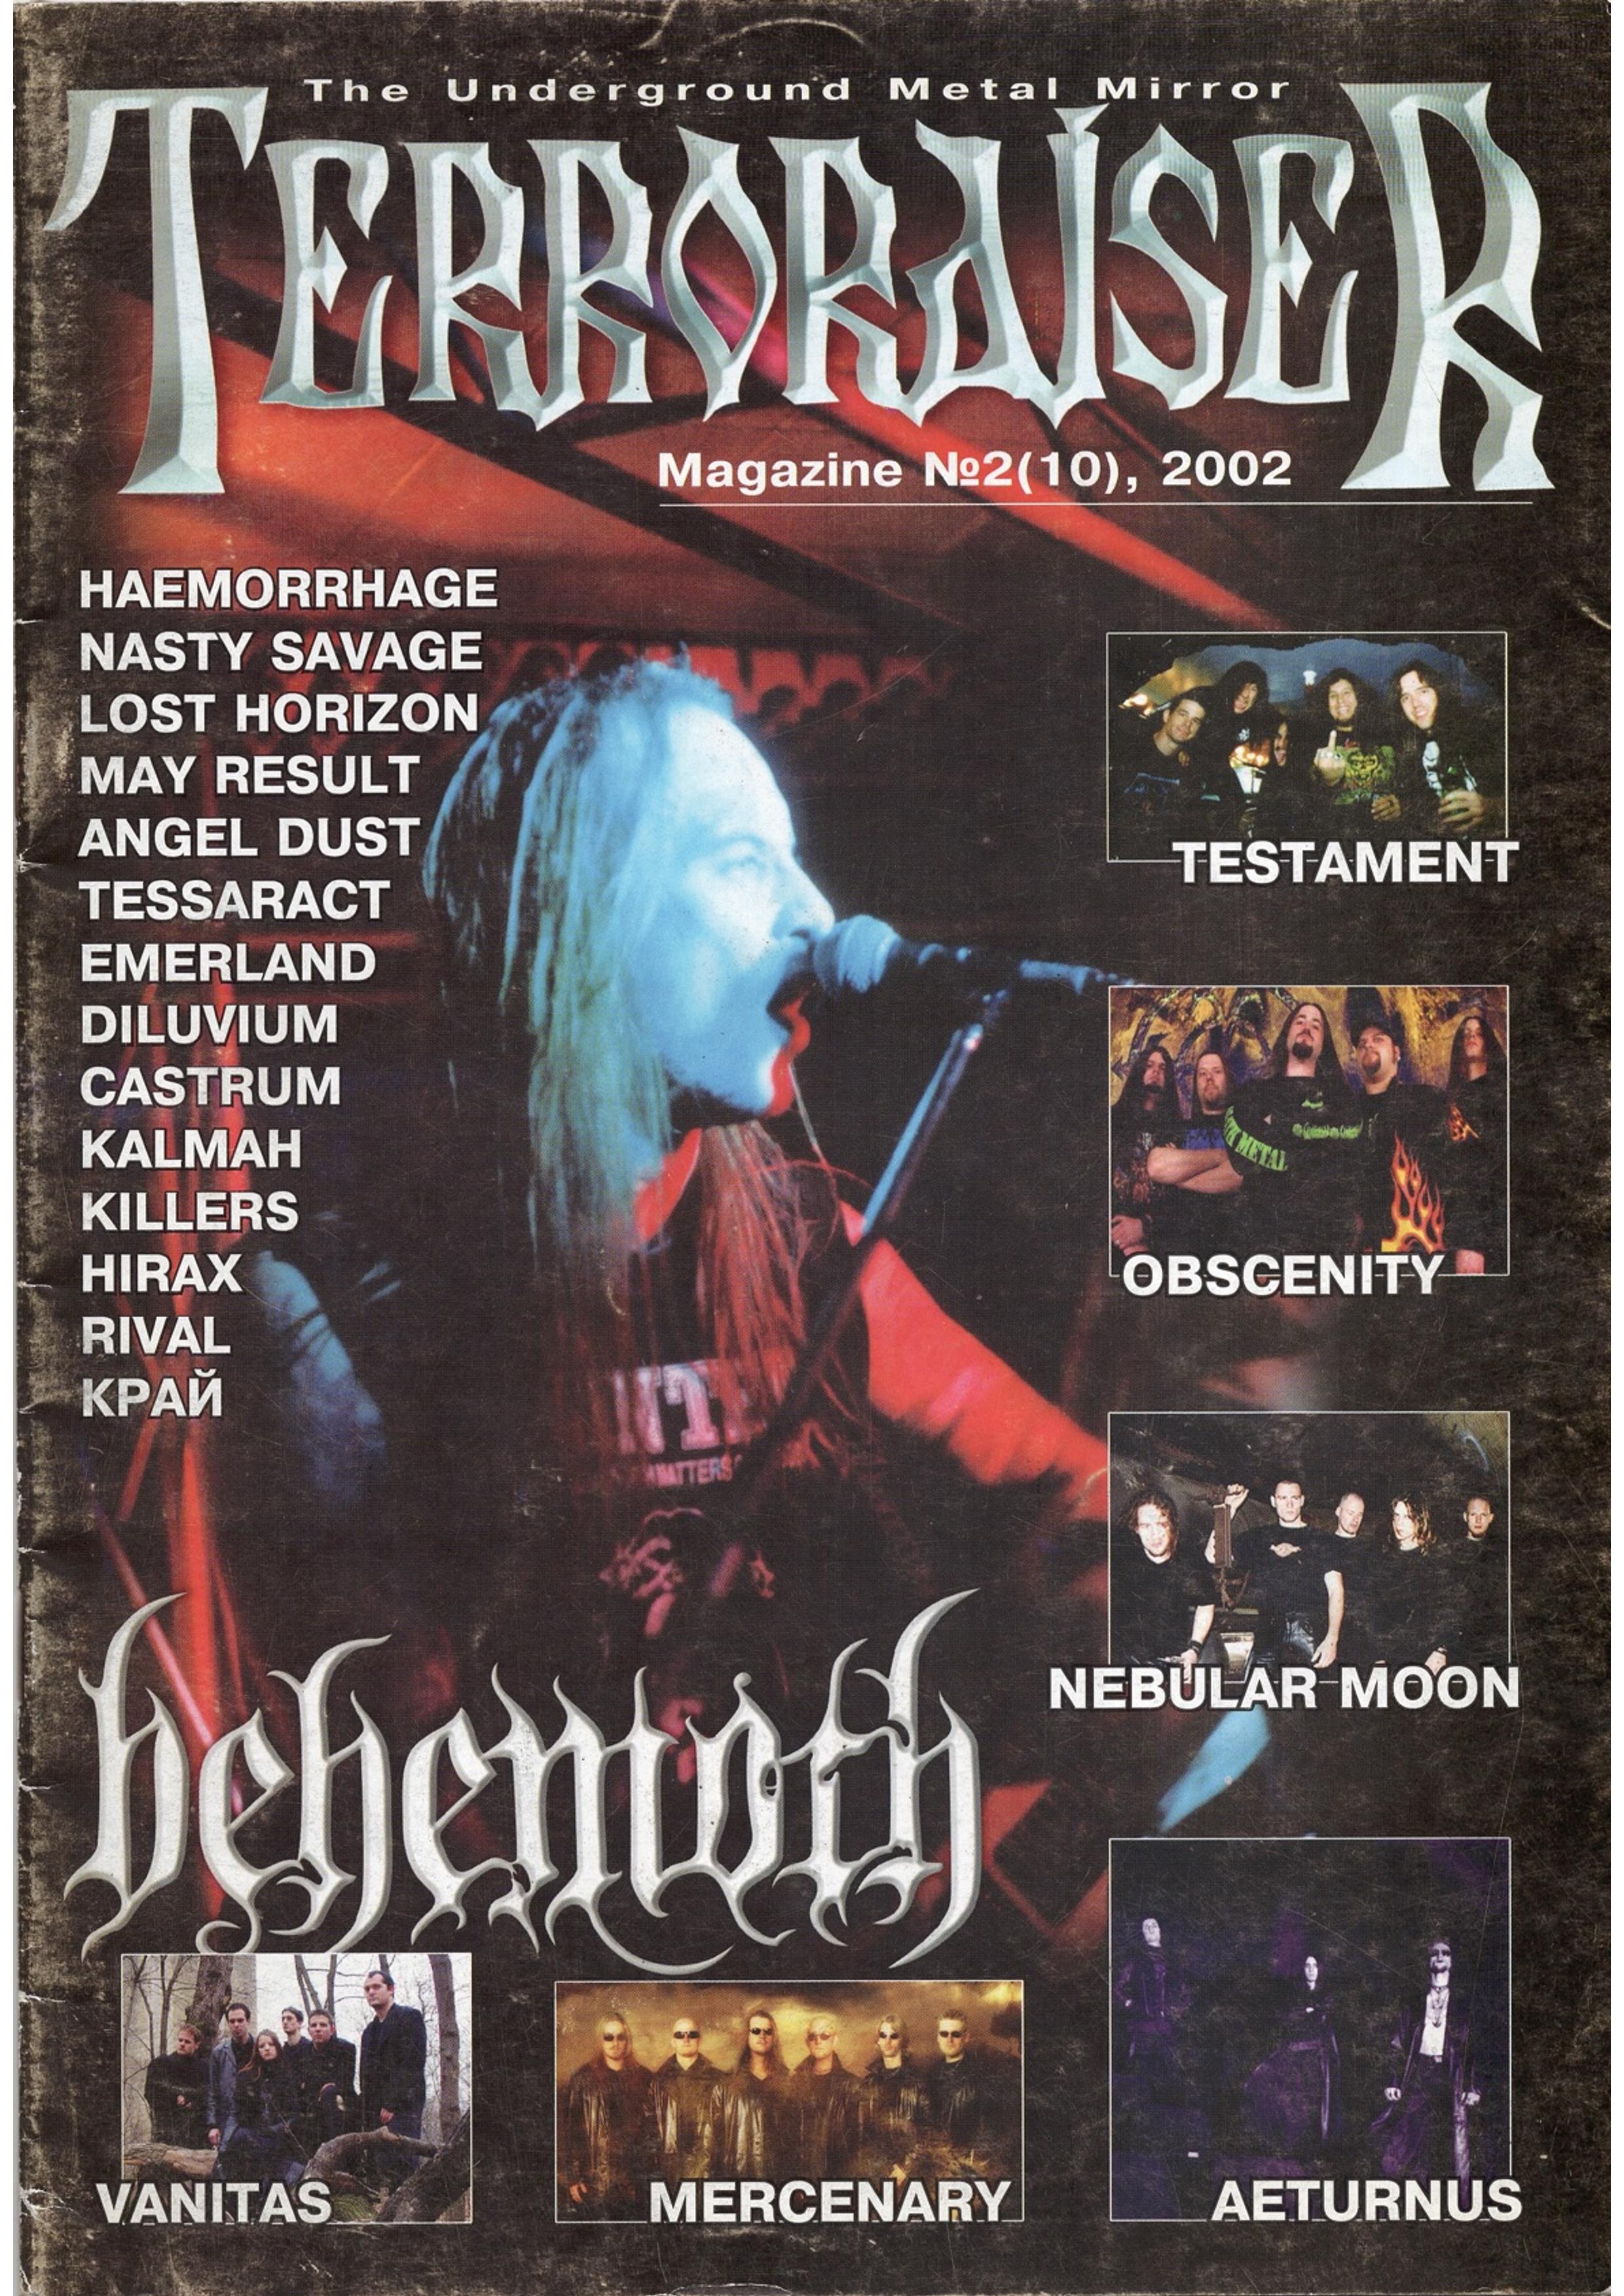 The Underground Metal Mirror
TERRORAISER
Magazine №2(10), 2002
HAEMORRHAGE
NASTY SAVAGE
LOST HORIZON
MAY RESULT
ANGEL DUST
TESSARACT
EMERLAND
DILUVIUM
CASTRUM
KALMAH
KILLERS
HIRAX
RIVAL
КРАЙ
TESTAMENT
METAL
OBSCENITY
NEBULAR MOON
behemoth
VANITAS
MERCENARY
AETURNUS